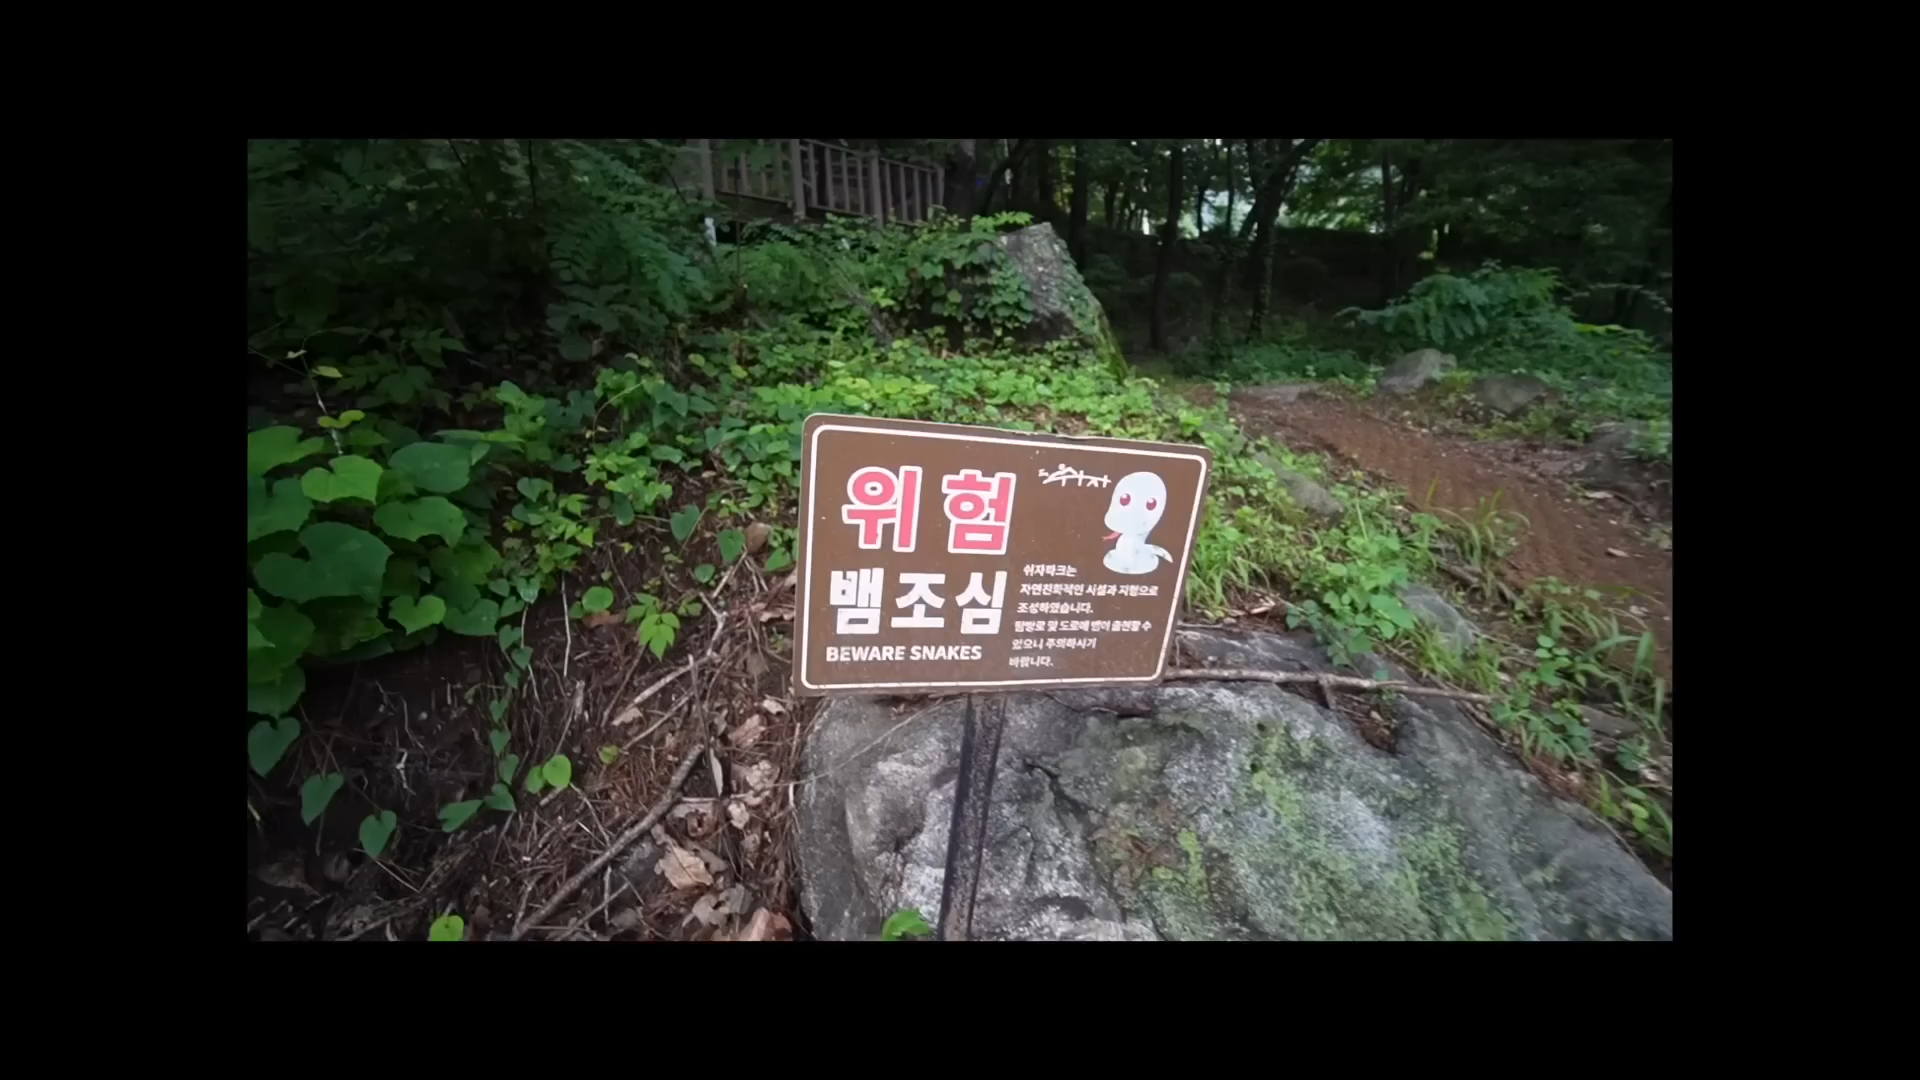 위험
뱀조심
BEWARE SNAKES
쉬자
쉬자파크는
자연친화적인 시설과 지형으로
조성하였습니다.
탐방로 및 도로에 뱀이 출현할 수
있으니 주의하시기
바랍니다.